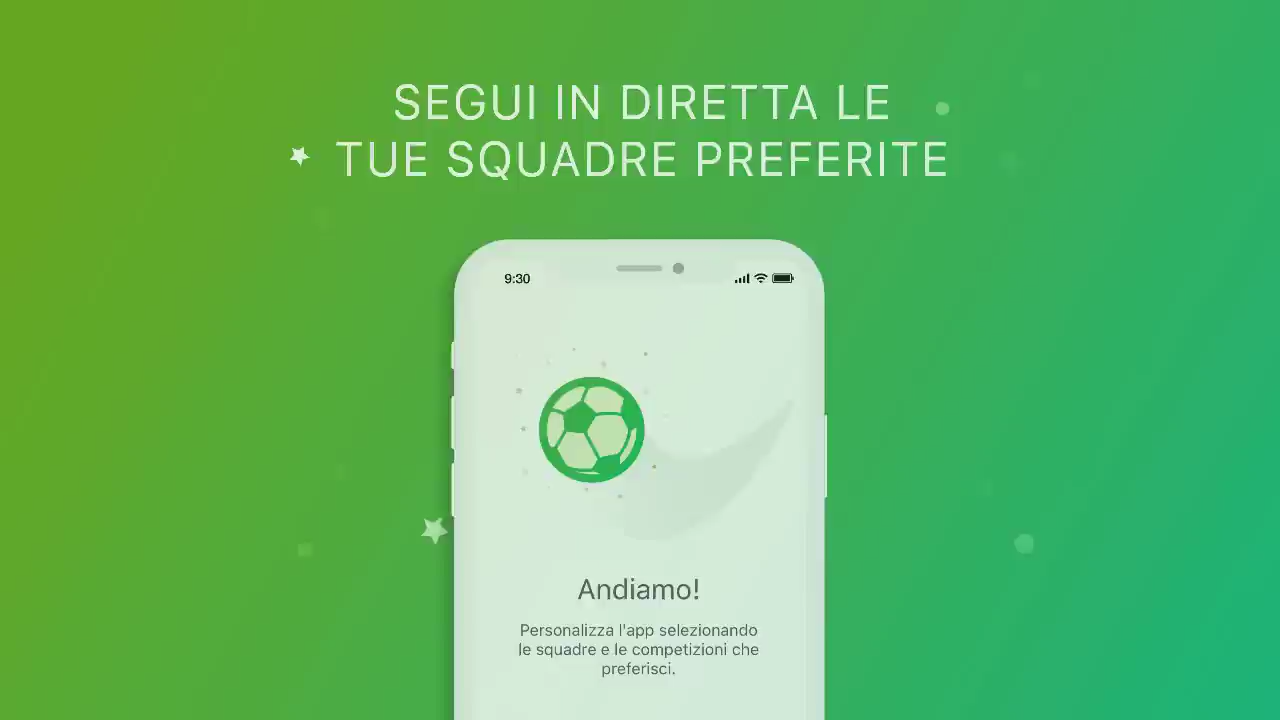 SEGUI IN DIRETTA LE
TUE SQUADRE PREFERITE
9:30
Andiamo!
Personalizza l'app selezionando
le squadre e le competizioni che
preferisci.